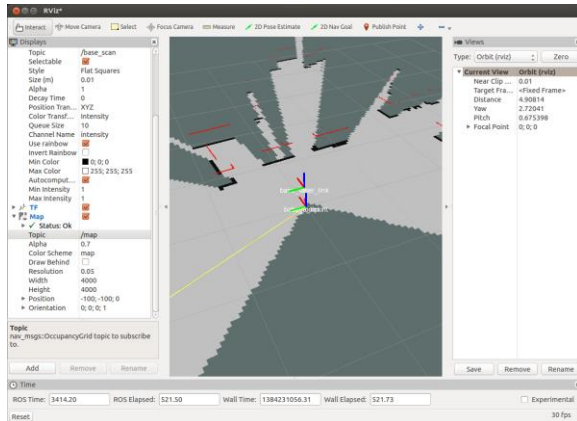 RViz*
Interact Move Camera Select Focus Camera Measure 2D Pose Estimate 2D Nav Goal Publish Point
Displays
Topic /base_scan
Selectable
Style Flat Squares
Size (m) 0.01
Alpha 1
Decay Time 0
Position Tran... XYZ
Color Transf... Intensity
Queue Size 10
Channel Name intensity
Use rainbow
Invert Rainbow
Min Color 0; 0; 0
Max Color 255; 255; 255
Autocomput...
Min Intensity 1
Max Intensity 1
TF
Map
Status: Ok
Topic /map
Alpha 0.7
Color Scheme map
Draw Behind
Resolution 0.05
Width 4000
Height 4000
Position -100; -100; 0
Orientation 0; 0; 0; 1
Topic
nav_msgs::OccupancyGrid topic to subscribe
to.
Add Remove Rename
Views
Type: Orbit (rviz) Zero
Current View Orbit (rviz)
Near Clip ... 0.01
Target Fra... <Fixed Frame>
Distance 4.90814
Yaw 2.72041
Pitch 0.675398
Focal Point 0; 0; 0
Save Remove Rename
Time
ROS Time: 3414.20 ROS Elapsed: 521.50 Wall Time: 1384231056.31 Wall Elapsed: 521.73 Experimental
Reset 30 fps